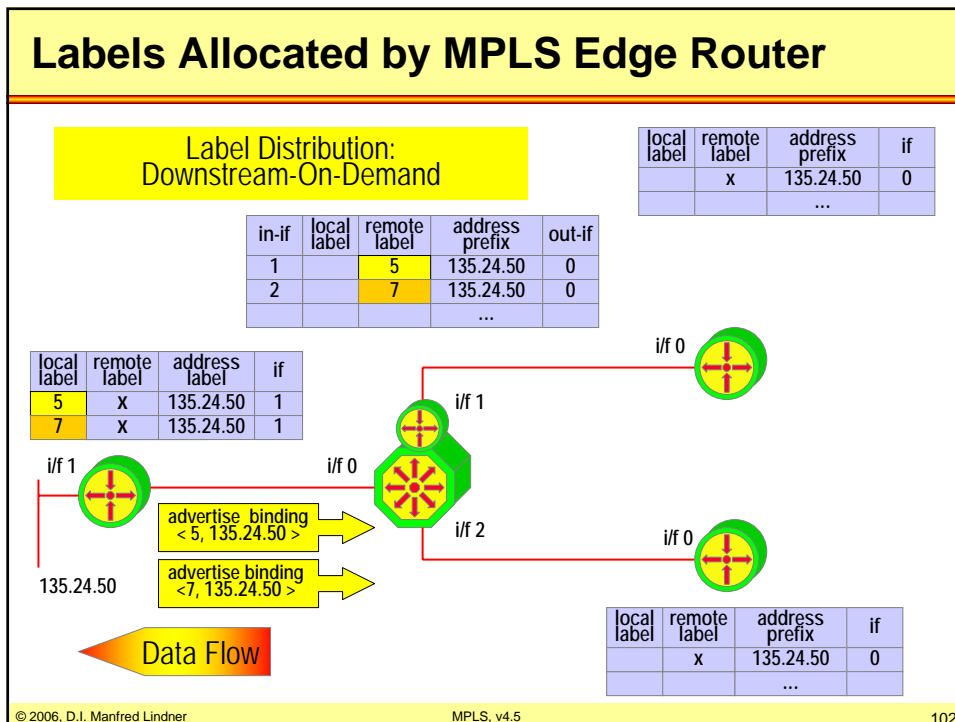 Labels Allocated by MPLS Edge Router
Label Distribution:
Downstream-On-Demand
local label remote label address prefix if
x 135.24.50 0
...
in-if local label remote label address prefix out-if
1 5 135.24.50 0
2 7 135.24.50 0
...
local label remote label address label if
5 x 135.24.50 1
7 x 135.24.50 1
i/f 0
i/f 1
i/f 1
i/f 0
advertise binding
< 5, 135.24.50 >
i/f 2
i/f 0
advertise binding
<7, 135.24.50 >
135.24.50
Data Flow
local label remote label address prefix if
x 135.24.50 0
...
© 2006, D.I. Manfred Lindner
MPLS, v4.5
102